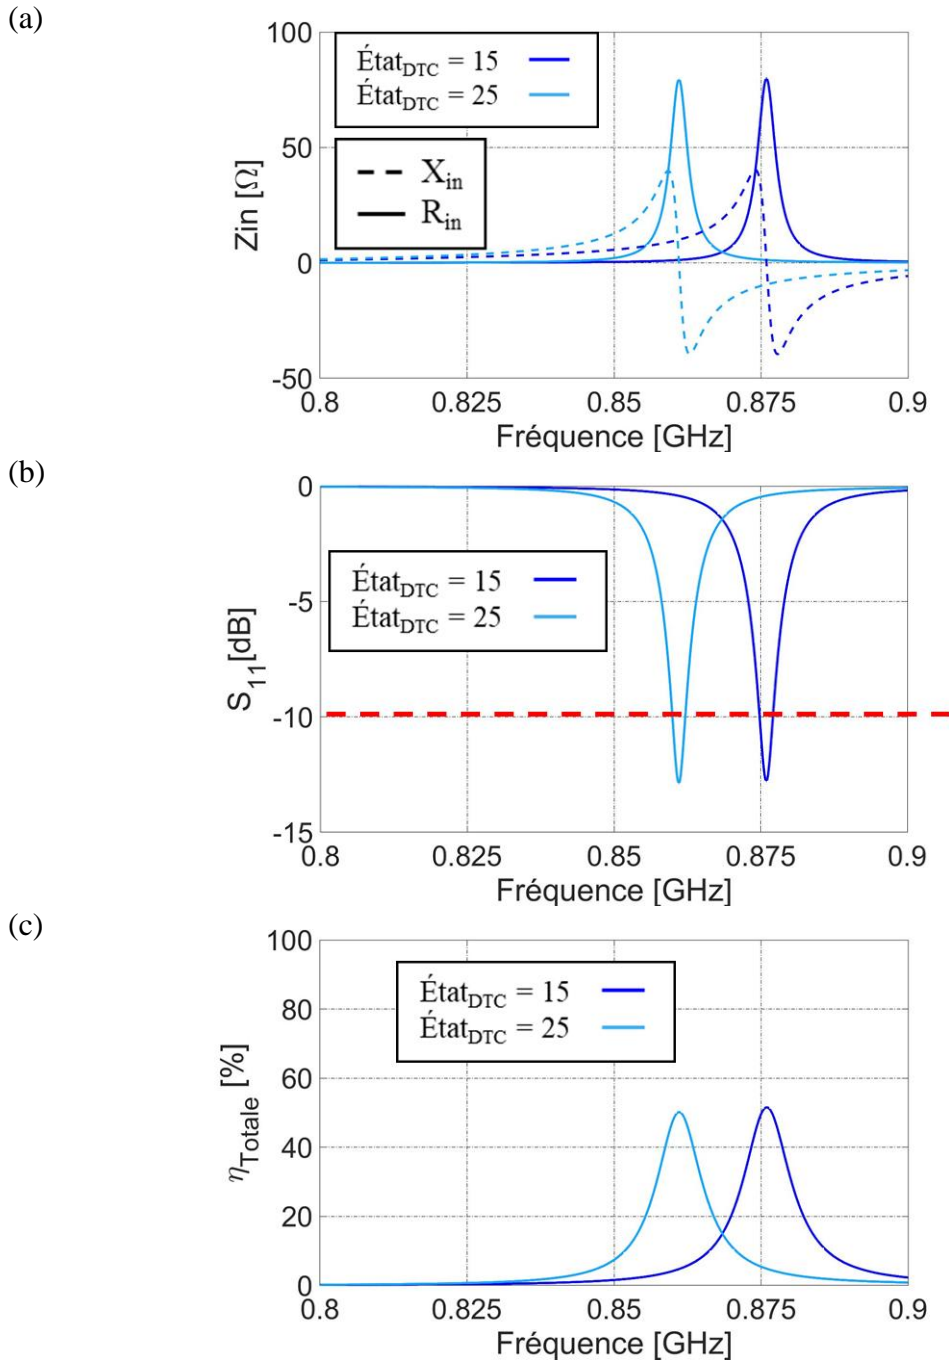 (a)
100
50
0
-50
Zin [Ω]
État_DTC = 15
État_DTC = 25
X_in
R_in
0.8 0.825 0.85 0.875 0.9
Fréquence [GHz]
(b)
0
-5
-10
-15
S_11[dB]
État_DTC = 15
État_DTC = 25
0.8 0.825 0.85 0.875 0.9
Fréquence [GHz]
(c)
100
80
60
40
20
0
η_Totale [%]
État_DTC = 15
État_DTC = 25
0.8 0.825 0.85 0.875 0.9
Fréquence [GHz]